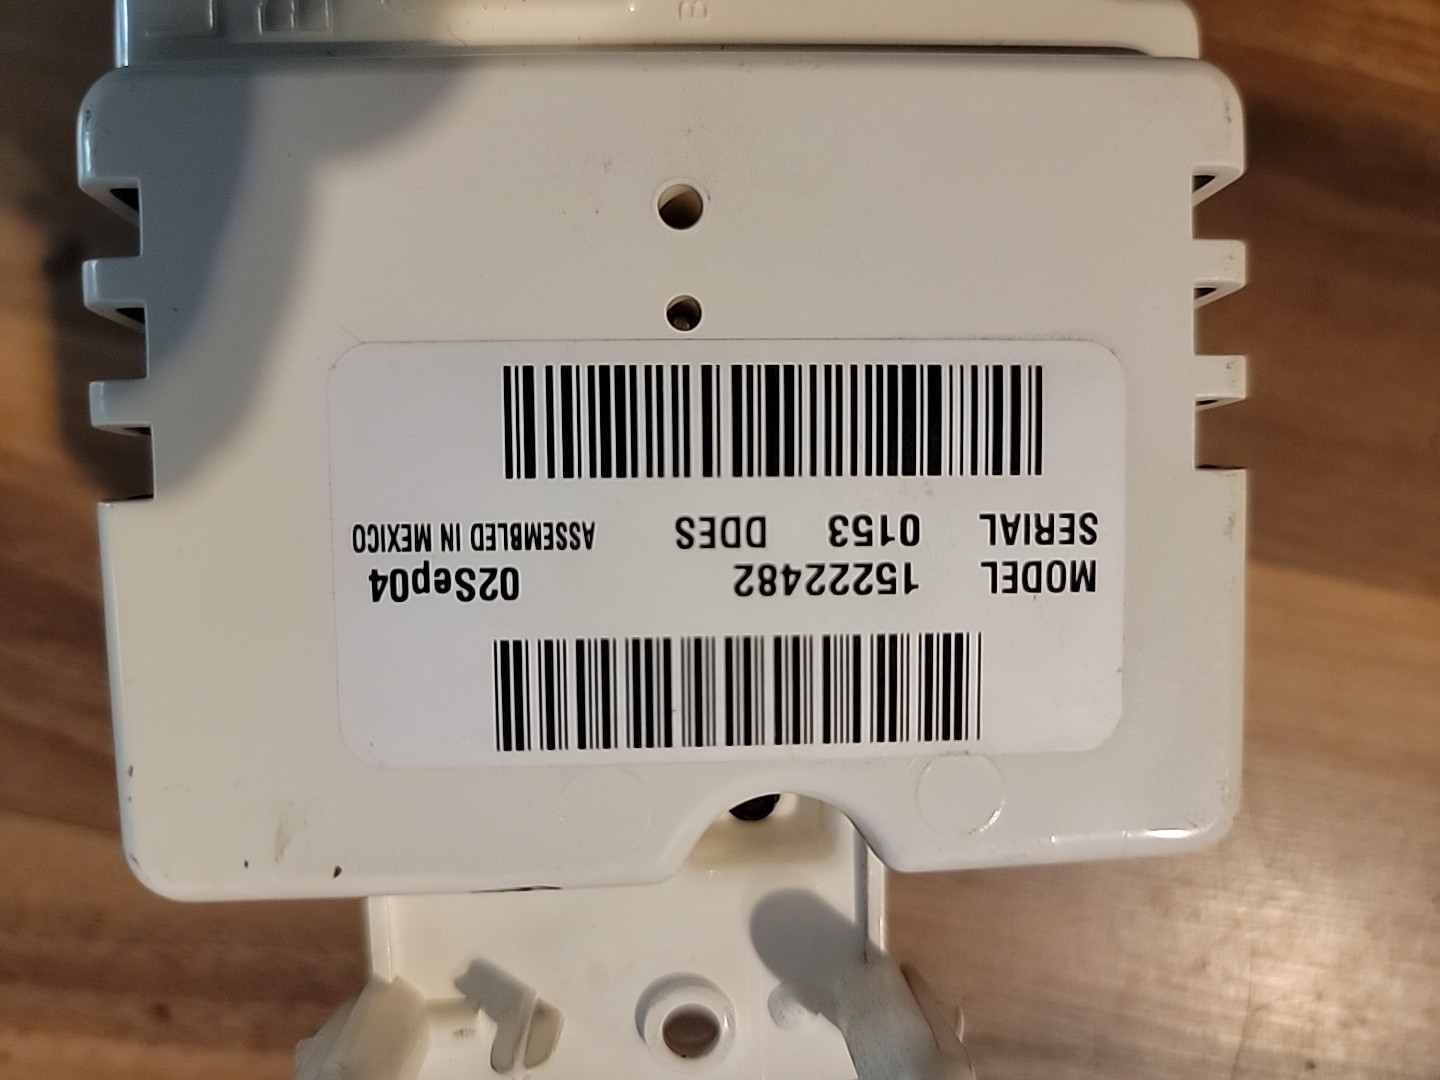 MODEL 15222482 02Sep04
SERIAL 0153 DDES ASSEMBLED IN MEXICO